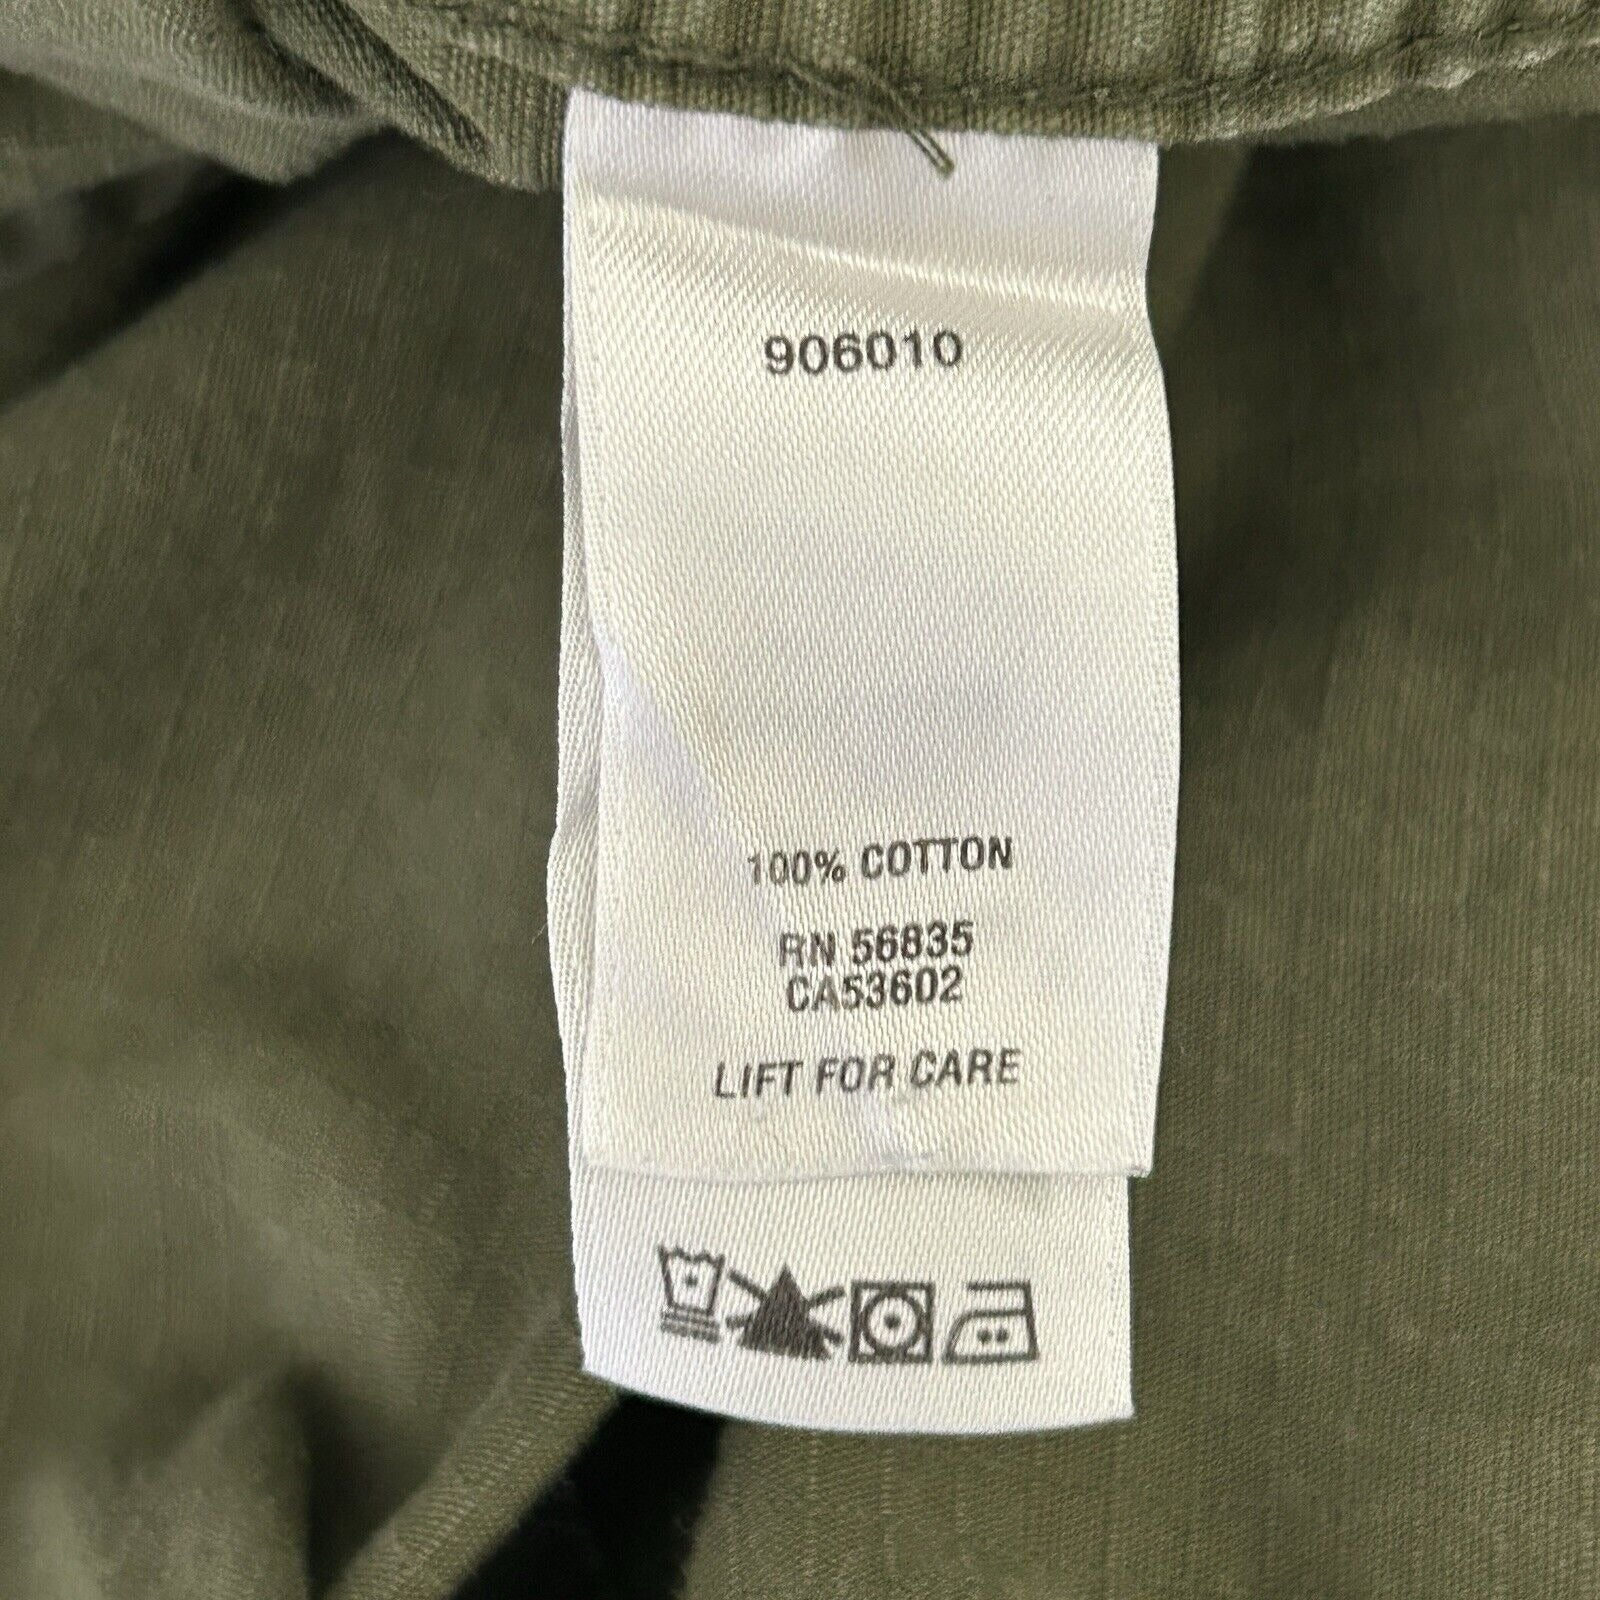 906010
100% COTTON
RN 56835
CA53602
LIFT FOR CARE